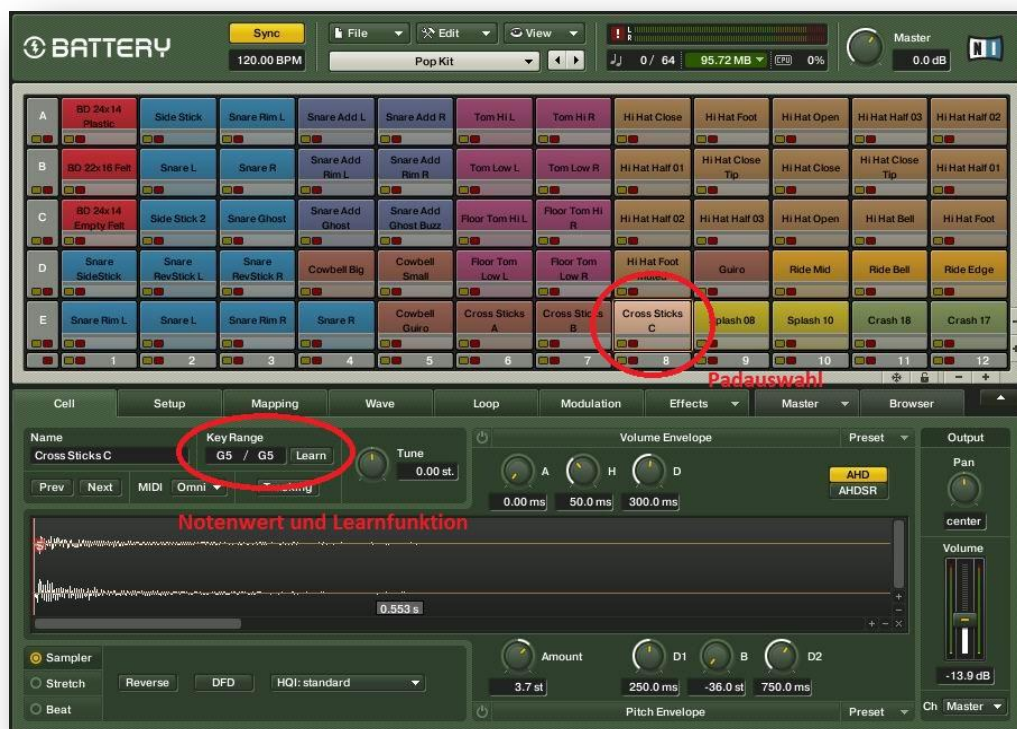 BATTERY
Sync
120.00 BPM
File
Edit
View
Pop Kit
L
R
0/ 64
95.72 MB
CPU
0%
Master
0.0 dB
NI
A
BD 24x14 Plastic
Side Stick
Snare Rim L
Snare Add L
Snare Add R
Tom Hi L
Tom Hi R
Hi Hat Close
Hi Hat Foot
Hi Hat Open
Hi Hat Half 03
Hi Hat Half 02
B
BD 22x16 Felt
Snare L
Snare R
Snare Add Rim L
Snare Add Rim R
Tom Low L
Tom Low R
Hi Hat Half 01
Hi Hat Close Tip
Hi Hat Close
Hi Hat Close Tip
Hi Hat Half 01
C
BD 24x14 Empty Felt
Side Stick 2
Snare Ghost
Snare Add Ghost
Snare Add Ghost Buzz
Floor Tom Hi L
Floor Tom Hi R
Hi Hat Half 02
Hi Hat Half 03
Hi Hat Open
Hi Hat Bell
Hi Hat Foot
D
Snare SideStick
Snare RevStick L
Snare RevStick R
Cowbell Big
Cowbell Small
Floor Tom Low L
Floor Tom Low R
Hi Hat Foot
Guiro
Ride Mid
Ride Bell
Ride Edge
E
Snare Rim L
Snare L
Snare Rim R
Snare R
Cowbell Guiro
Cross Sticks A
Cross Sticks B
Cross Sticks C
Splash 08
Splash 10
Crash 18
Crash 17
1 2 3 4 5 6 7 8 9 10 11 12
Padauswahl
Cell
Setup
Mapping
Wave
Loop
Modulation
Effects
Master
Browser
Name
Cross Sticks C
Key Range
G5 / G5
Learn
Tune
0.00 st.
Prev
Next
MIDI
Omni
Tracking
Volume Envelope
Preset
A
H
D
0.00 ms
50.0 ms
300.0 ms
AHD
AHDSR
Output
Pan
center
Volume
-13.9 dB
Ch Master
Notenwert und Learnfunktion
S
0.553 s
Sampler
Stretch
Beat
Reverse
DFD
HQI: standard
Amount
D1
B
D2
3.7 st
250.0 ms
-36.0 st
750.0 ms
Pitch Envelope
Preset